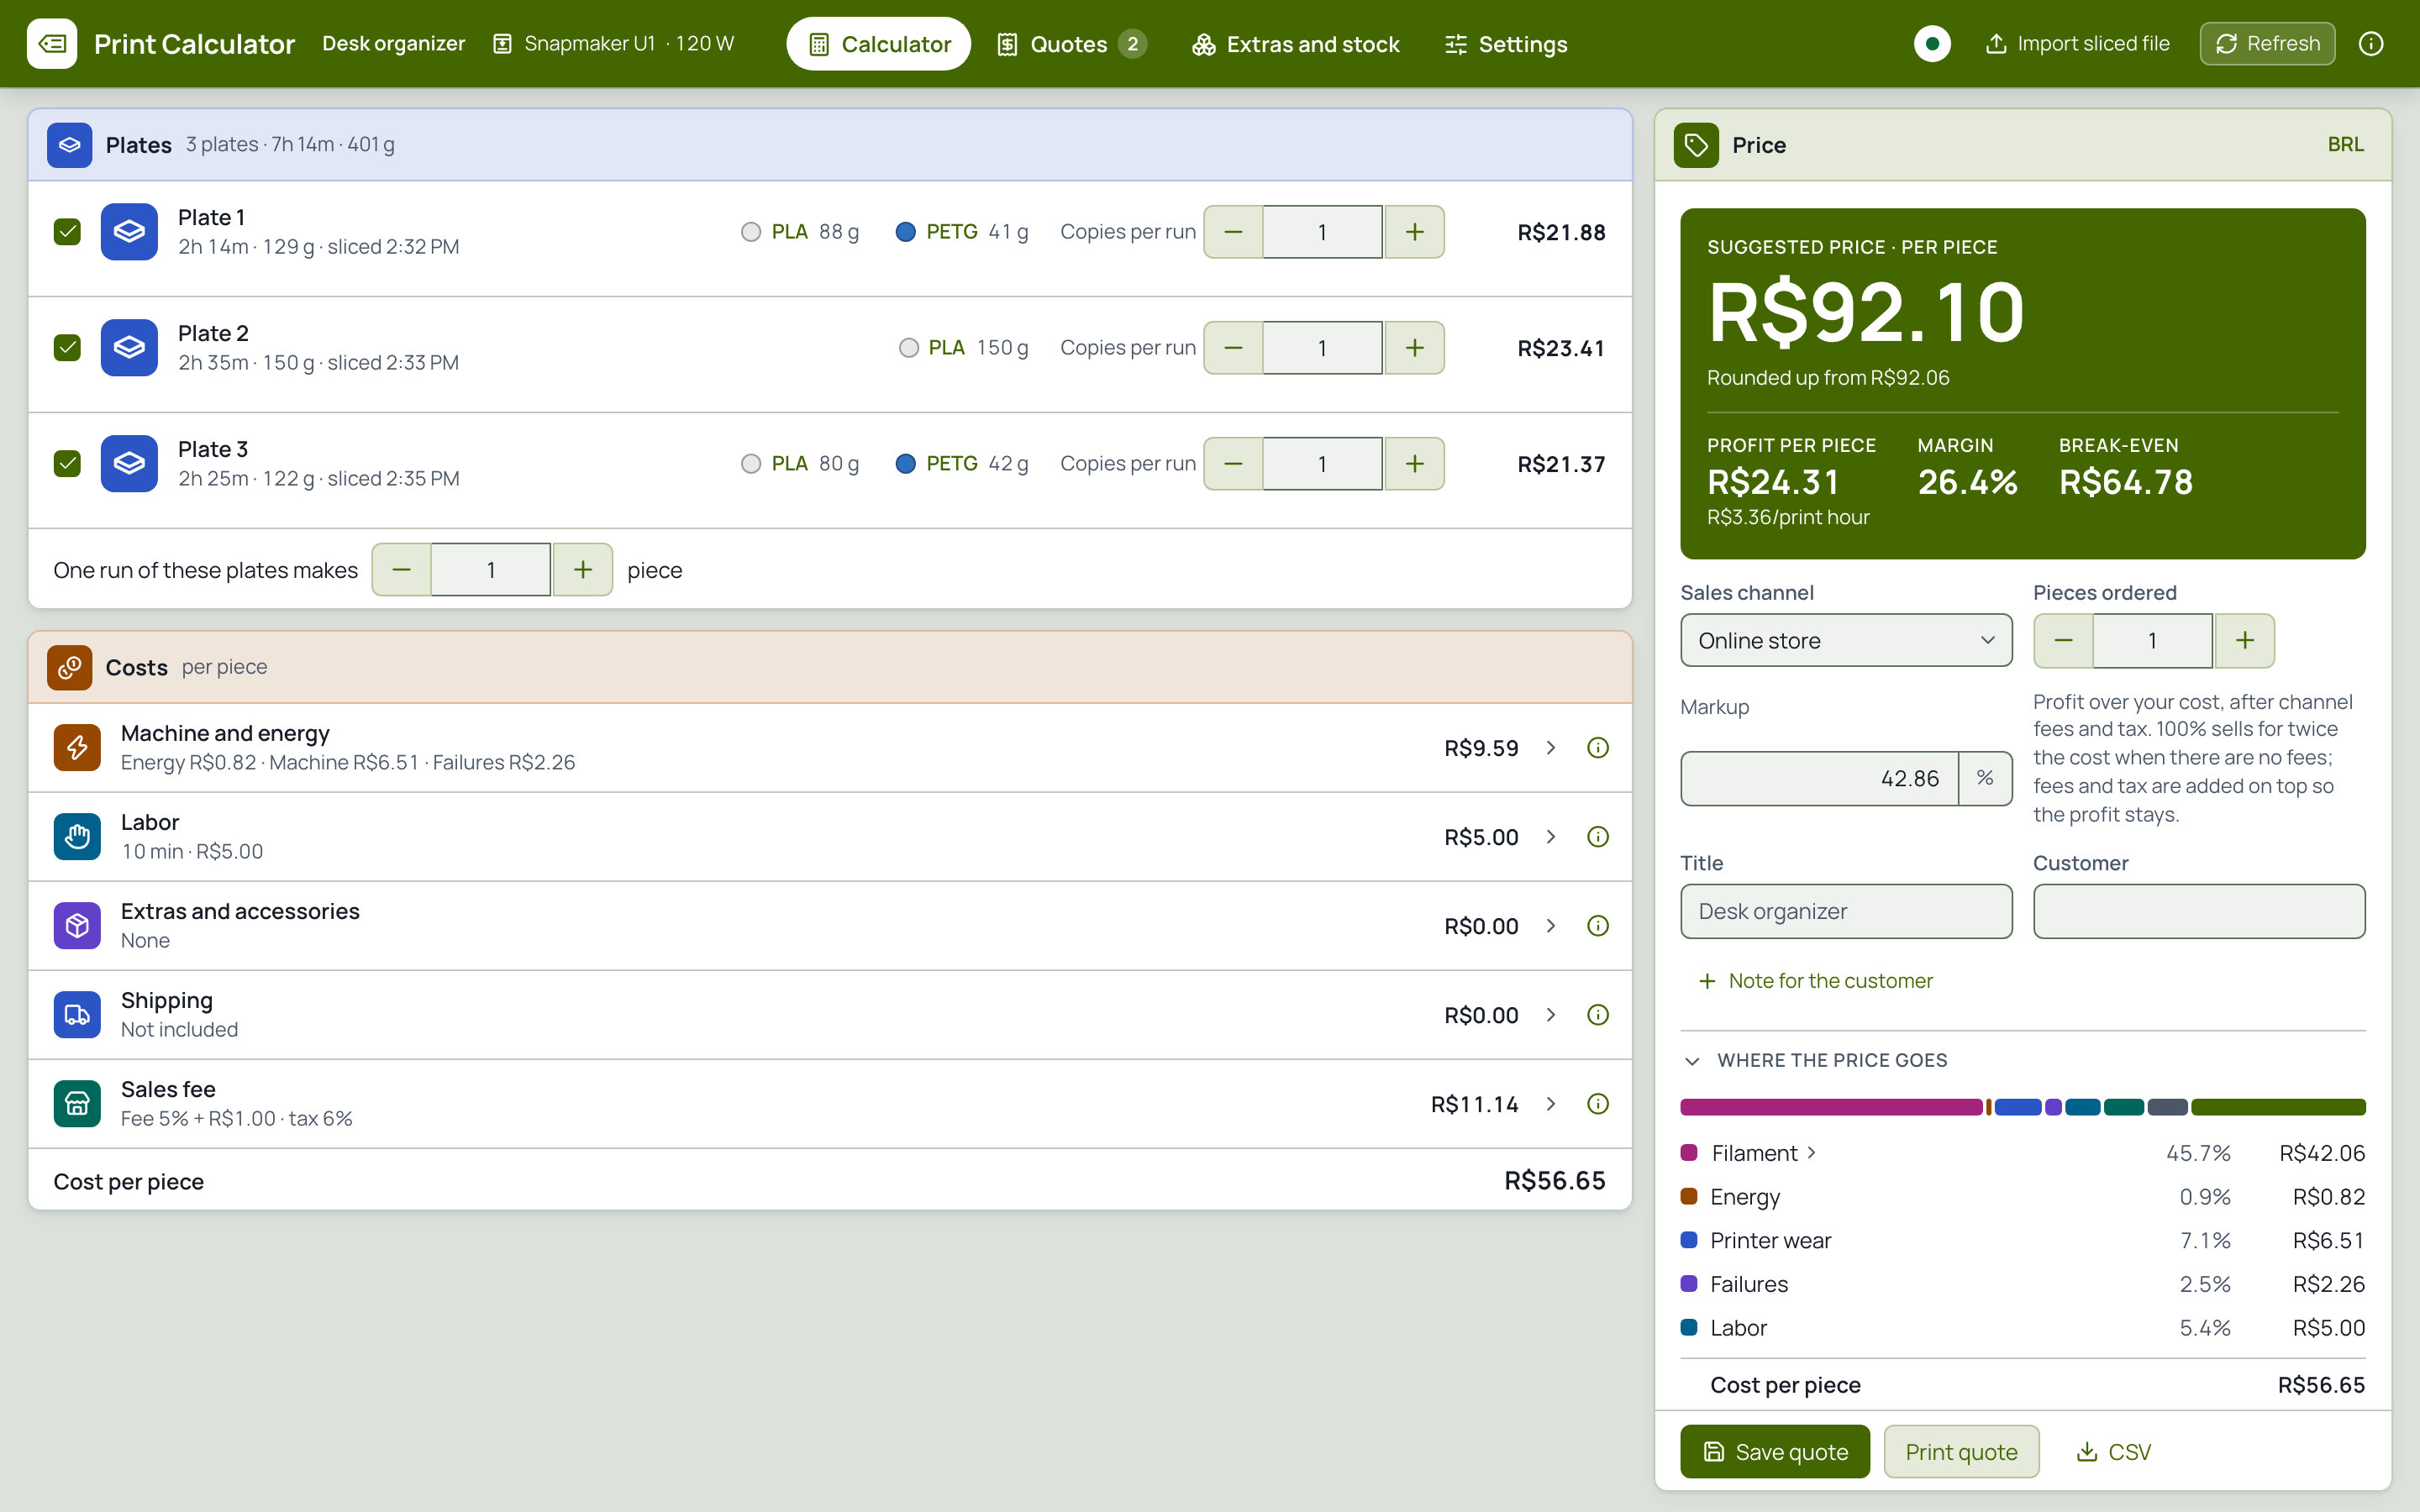 Print Calculator
Desk organizer
Snapmaker U1 · 120 W
Calculator
Quotes 2
Extras and stock
Settings
Import sliced file
Refresh
Plates 3 plates · 7h 14m · 401 g
Plate 1
2h 14m · 129 g · sliced 2:32 PM
PLA 88 g PETG 41 g Copies per run 1 R$21.88
Plate 2
2h 35m · 150 g · sliced 2:33 PM
PLA 150 g Copies per run 1 R$23.41
Plate 3
2h 25m · 122 g · sliced 2:35 PM
PLA 80 g PETG 42 g Copies per run 1 R$21.37
One run of these plates makes 1 piece
Costs per piece
Machine and energy
Energy R$0.82 · Machine R$6.51 · Failures R$2.26
R$9.59
Labor
10 min · R$5.00
R$5.00
Extras and accessories
None
R$0.00
Shipping
Not included
R$0.00
Sales fee
Fee 5% + R$1.00 · tax 6%
R$11.14
Cost per piece R$56.65
Price BRL
SUGGESTED PRICE · PER PIECE
R$92.10
Rounded up from R$92.06
PROFIT PER PIECE MARGIN BREAK-EVEN
R$24.31 26.4% R$64.78
R$3.36/print hour
Sales channel Pieces ordered
Online store 1
Markup
42.86 %
Profit over your cost, after channel
fees and tax. 100% sells for twice
the cost when there are no fees;
fees and tax are added on top so
the profit stays.
Title Customer
Desk organizer
Note for the customer
WHERE THE PRICE GOES
Filament 45.7% R$42.06
Energy 0.9% R$0.82
Printer wear 7.1% R$6.51
Failures 2.5% R$2.26
Labor 5.4% R$5.00
Cost per piece R$56.65
Save quote Print quote CSV